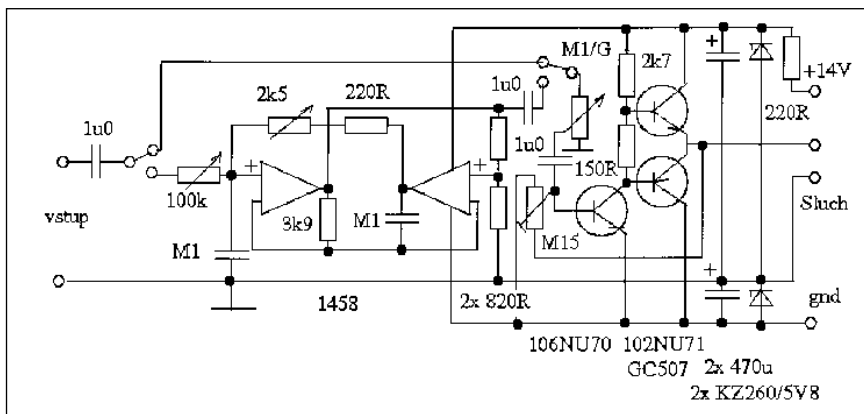 M1/G
2k7
+
+14V
1u0
2k5
220R
220R
1u0
1u0
+
+
150R
vstup
100k
Sluch
3k9
M1
M15
M1
+
1458
2x 820R
gnd
106NU70
102NU71
GC507
2x 470u
2x KZ260/5V8